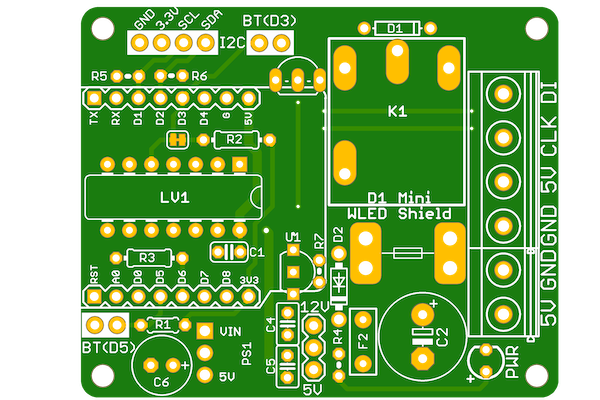 GND
3.3V
SCL
SDA
I2C
BT(D3)
D1
R5
R6
K1
TX
RX
D1
D2
D3
D4
G
5V
R2
DI
CLK
5V
GND
GND
5V
LV1
D1 Mini
WLED Shield
U1
R7
D2
C1
R3
RST
A0
D0
D5
D6
D7
D8
3V3
12V
C4
R4
F2
C2
+
R1
VIN
BT(D5)
PS1
C5
C6
+
5V
5V
PWR
+